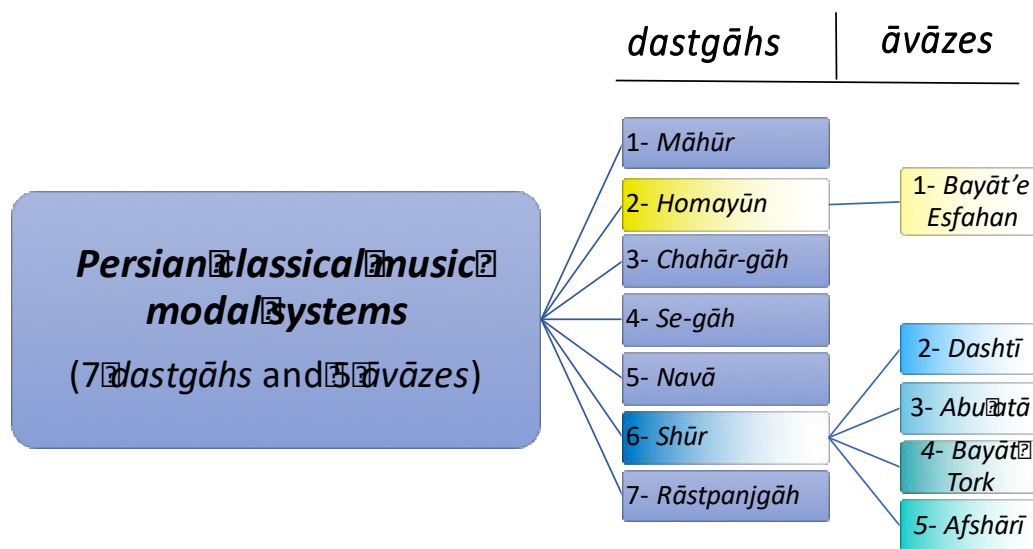 dastgāhs
āvāzes
1- Māhūr
2- Homayūn
3- Chahār-gāh
4- Se-gāh
5- Navā
6- Shūr
7- Rāstpanjgāh
1- Bayāt’e
Esfahan
2- Dashtī
3- Abu⍰atā
4- Bayāt⍰
Tork
5- Afshārī
Persian⍰classical⍰music⍰
modal⍰systems
(7⍰dastgāhs and⍰5⍰āvāzes)